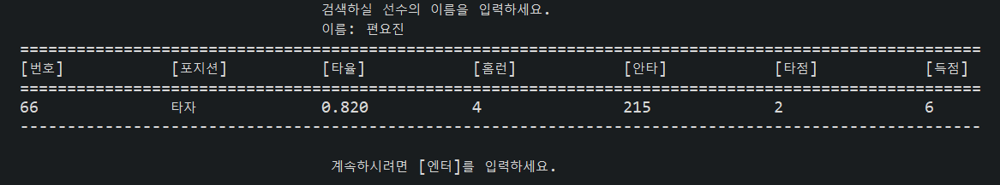 검색하실 선수의 이름을 입력하세요.
이름: 편요진
======================================================================================================
[번호] [포지션] [타율] [홈런] [안타] [타점] [득점]
======================================================================================================
66 타자 0.820 4 215 2 6
------------------------------------------------------------------------------------------------------
계속하시려면 [엔터]를 입력하세요.